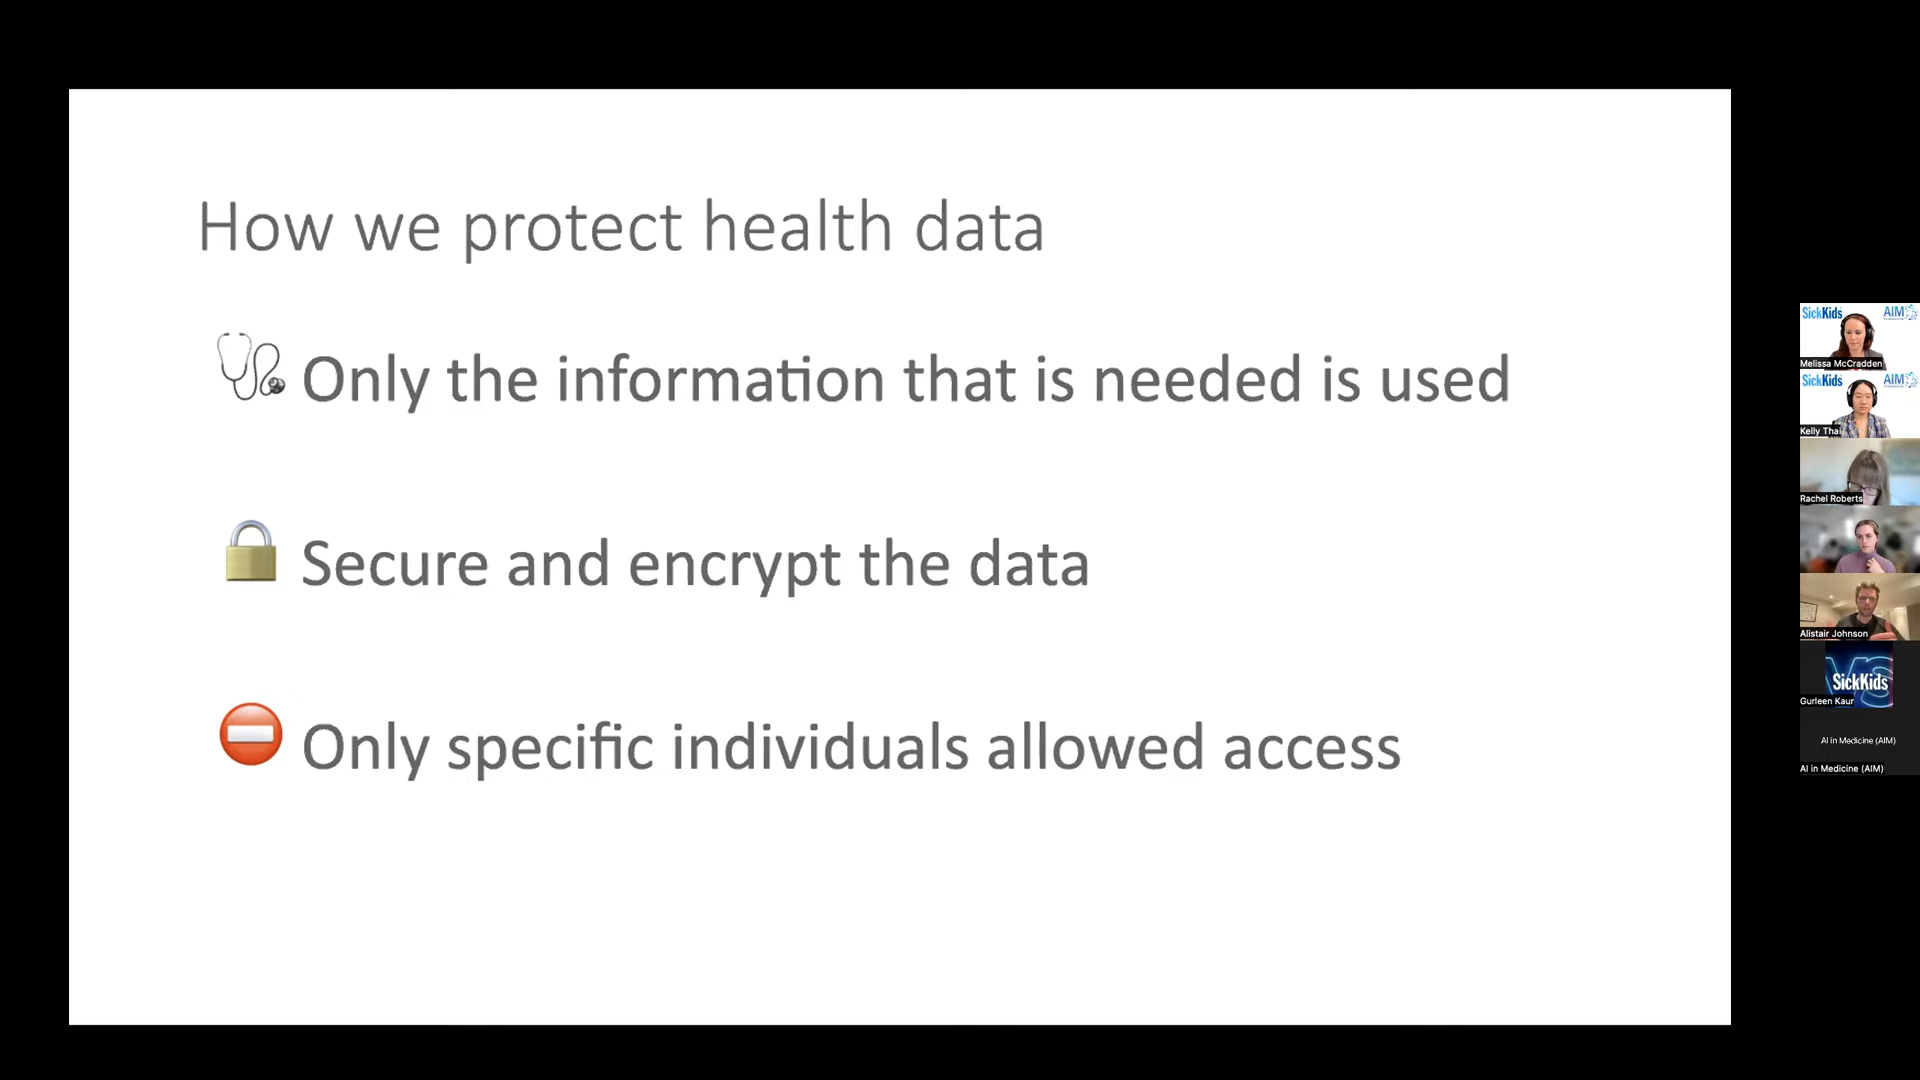 How we protect health data
Only the information that is needed is used
Secure and encrypt the data
Only specific individuals allowed access
SickKids AIM
Melissa McCradden
SickKids AIM
Kelly Thai
Rachel Roberts
Alistair Johnson
SickKids
Gurleen Kaur
AI in Medicine (AIM)
AI in Medicine (AIM)